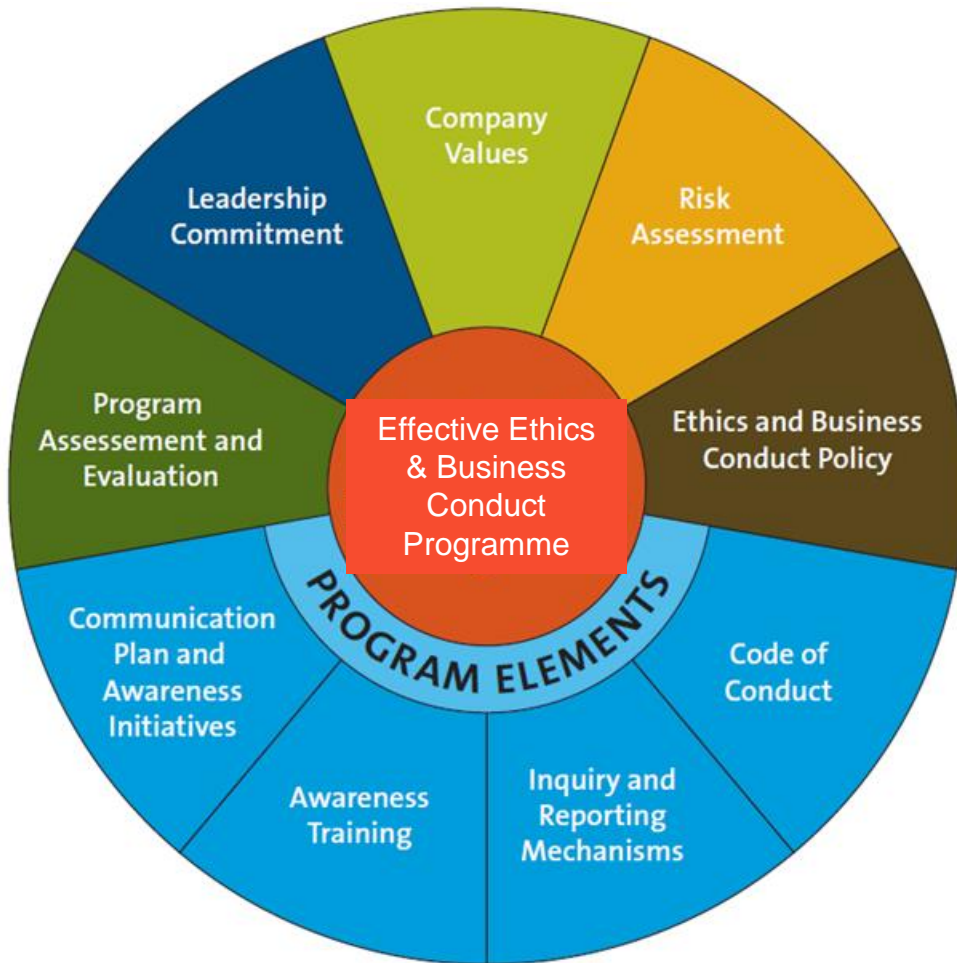 Company
Values
Risk
Assessment
Ethics and Business
Conduct Policy
Code of
Conduct
Inquiry and
Reporting
Mechanisms
Awareness
Training
Communication
Plan and
Awareness
Initiatives
Program
Assessement and
Evaluation
Leadership
Commitment
Effective Ethics
& Business
Conduct
Programme
PROGRAM ELEMENTS